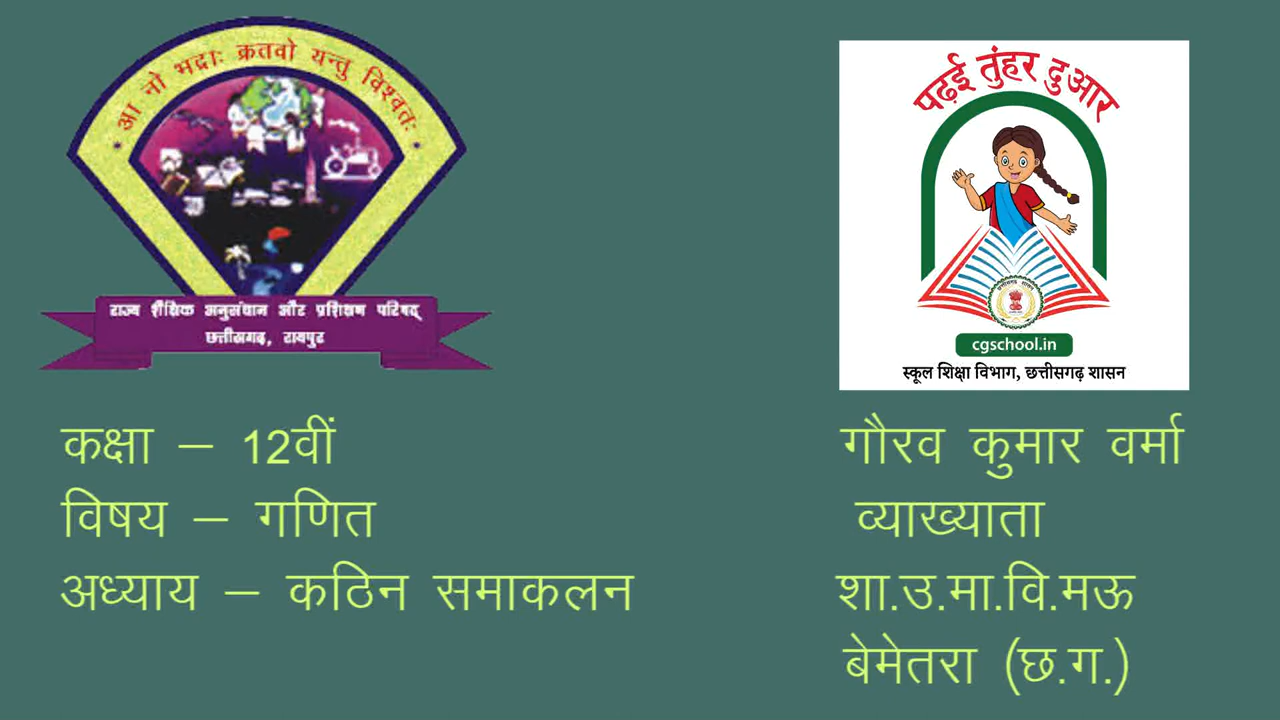 आ नो भद्राः क्रतवो यन्तु विश्वतः
राज्य शैक्षिक अनुसंधान और प्रशिक्षण परिषद्
छत्तीसगढ़, रायपुर
पढ़ई तुंहर दुआर
cgschool.in
स्कूल शिक्षा विभाग, छत्तीसगढ़ शासन
कक्षा – 12वीं
विषय – गणित
अध्याय – कठिन समाकलन
गौरव कुमार वर्मा
व्याख्याता
शा.उ.मा.वि.मऊ
बेमेतरा (छ.ग.)